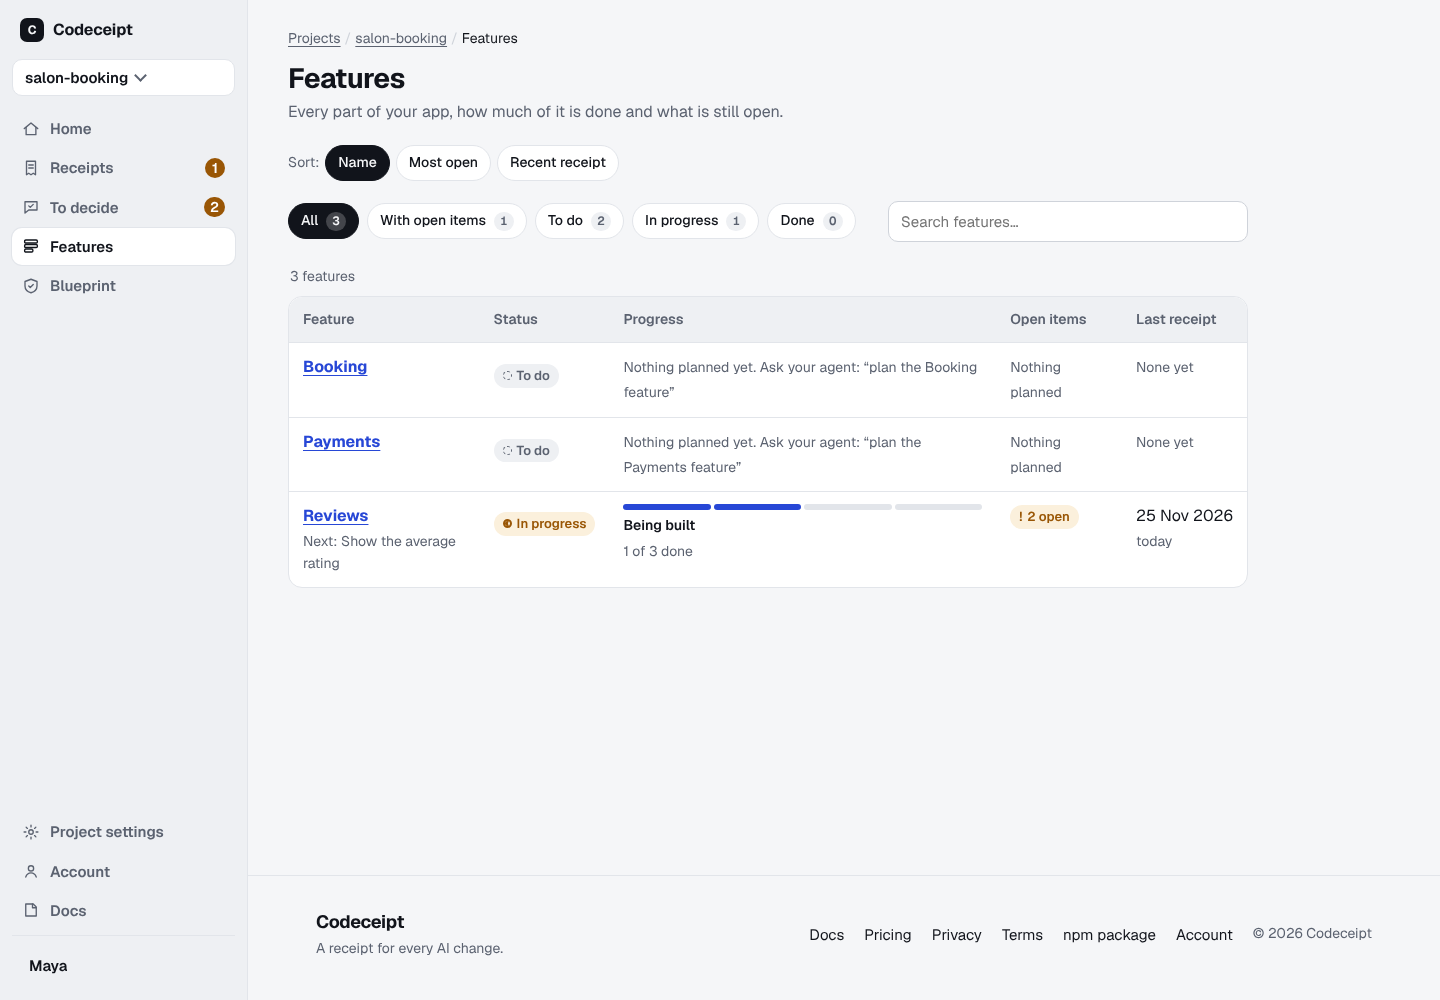 C Codeceipt
salon-booking
Home
Receipts 1
To decide 2
Features
Blueprint
Project settings
Account
Docs
Maya
Projects / salon-booking / Features
Features
Every part of your app, how much of it is done and what is still open.
Sort: Name Most open Recent receipt
All 3 With open items 1 To do 2 In progress 1 Done 0 Search features...
3 features
Feature Status Progress Open items Last receipt
Booking To do Nothing planned yet. Ask your agent: “plan the Booking feature” Nothing planned None yet
Payments To do Nothing planned yet. Ask your agent: “plan the Payments feature” Nothing planned None yet
Reviews In progress ! 2 open 25 Nov 2026
Being built
Next: Show the average rating 1 of 3 done today
Codeceipt
A receipt for every AI change.
Docs Pricing Privacy Terms npm package Account © 2026 Codeceipt